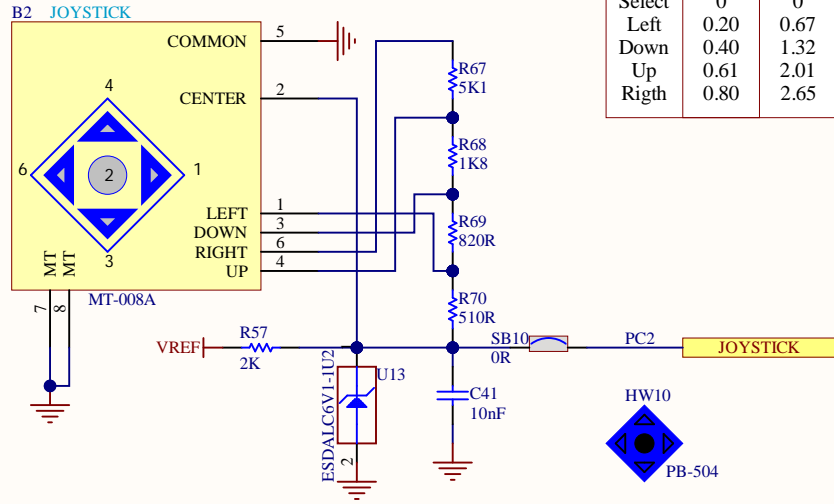 B2 JOYSTICK
Select 0 0
Left 0.20 0.67
Down 0.40 1.32
Up 0.61 2.01
Rigth 0.80 2.65
COMMON 5
CENTER 2
4
6 2 1
3
LEFT 1
DOWN 3
RIGHT 6
UP 4
MT
MT
7
8
MT-008A
R67
5K1
R68
1K8
R69
820R
R70
510R
VREF
R57
2K
SB10
0R
PC2
JOYSTICK
ESDALC6V1-1U2
U13
2
C41
10nF
HW10
PB-504